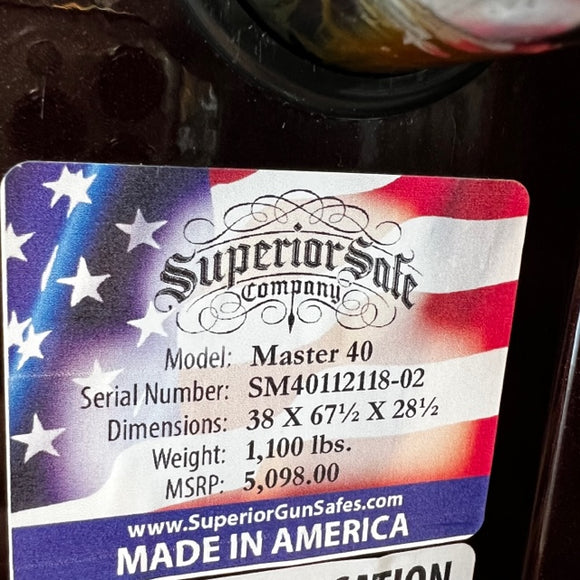 Superior Safe
Company
Model: Master 40
Serial Number: SM40112118-02
Dimensions: 38 X 67½ X 28½
Weight: 1,100 lbs.
MSRP: 5,098.00
www.SuperiorGunSafes.com
MADE IN AMERICA